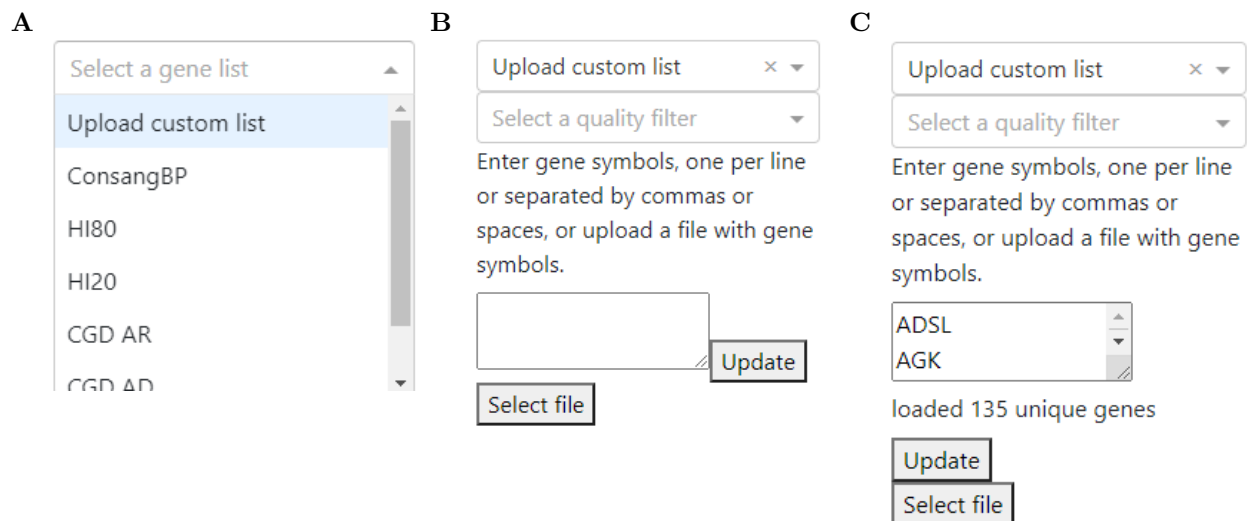 A
Select a gene list
Upload custom list
ConsangBP
HI80
HI20
CGD AR
CGD AD
B
Upload custom list ×
Select a quality filter
Enter gene symbols, one per line
or separated by commas or
spaces, or upload a file with gene
symbols.
Update
Select file
C
Upload custom list ×
Select a quality filter
Enter gene symbols, one per line
or separated by commas or
spaces, or upload a file with gene
symbols.
ADSL
AGK
loaded 135 unique genes
Update
Select file